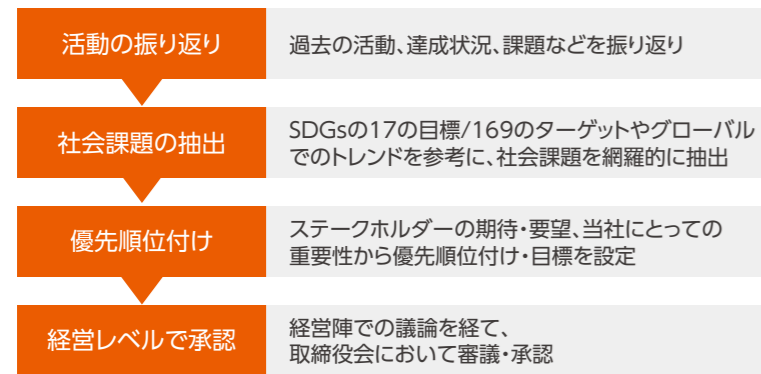 活動の振り返り
過去の活動、達成状況、課題などを振り返り
社会課題の抽出
SDGsの17の目標/169のターゲットやグローバル
でのトレンドを参考に、社会課題を網羅的に抽出
優先順位付け
ステークホルダーの期待・要望、当社にとっての
重要性から優先順位付け・目標を設定
経営レベルで承認
経営陣での議論を経て、
取締役会において審議・承認